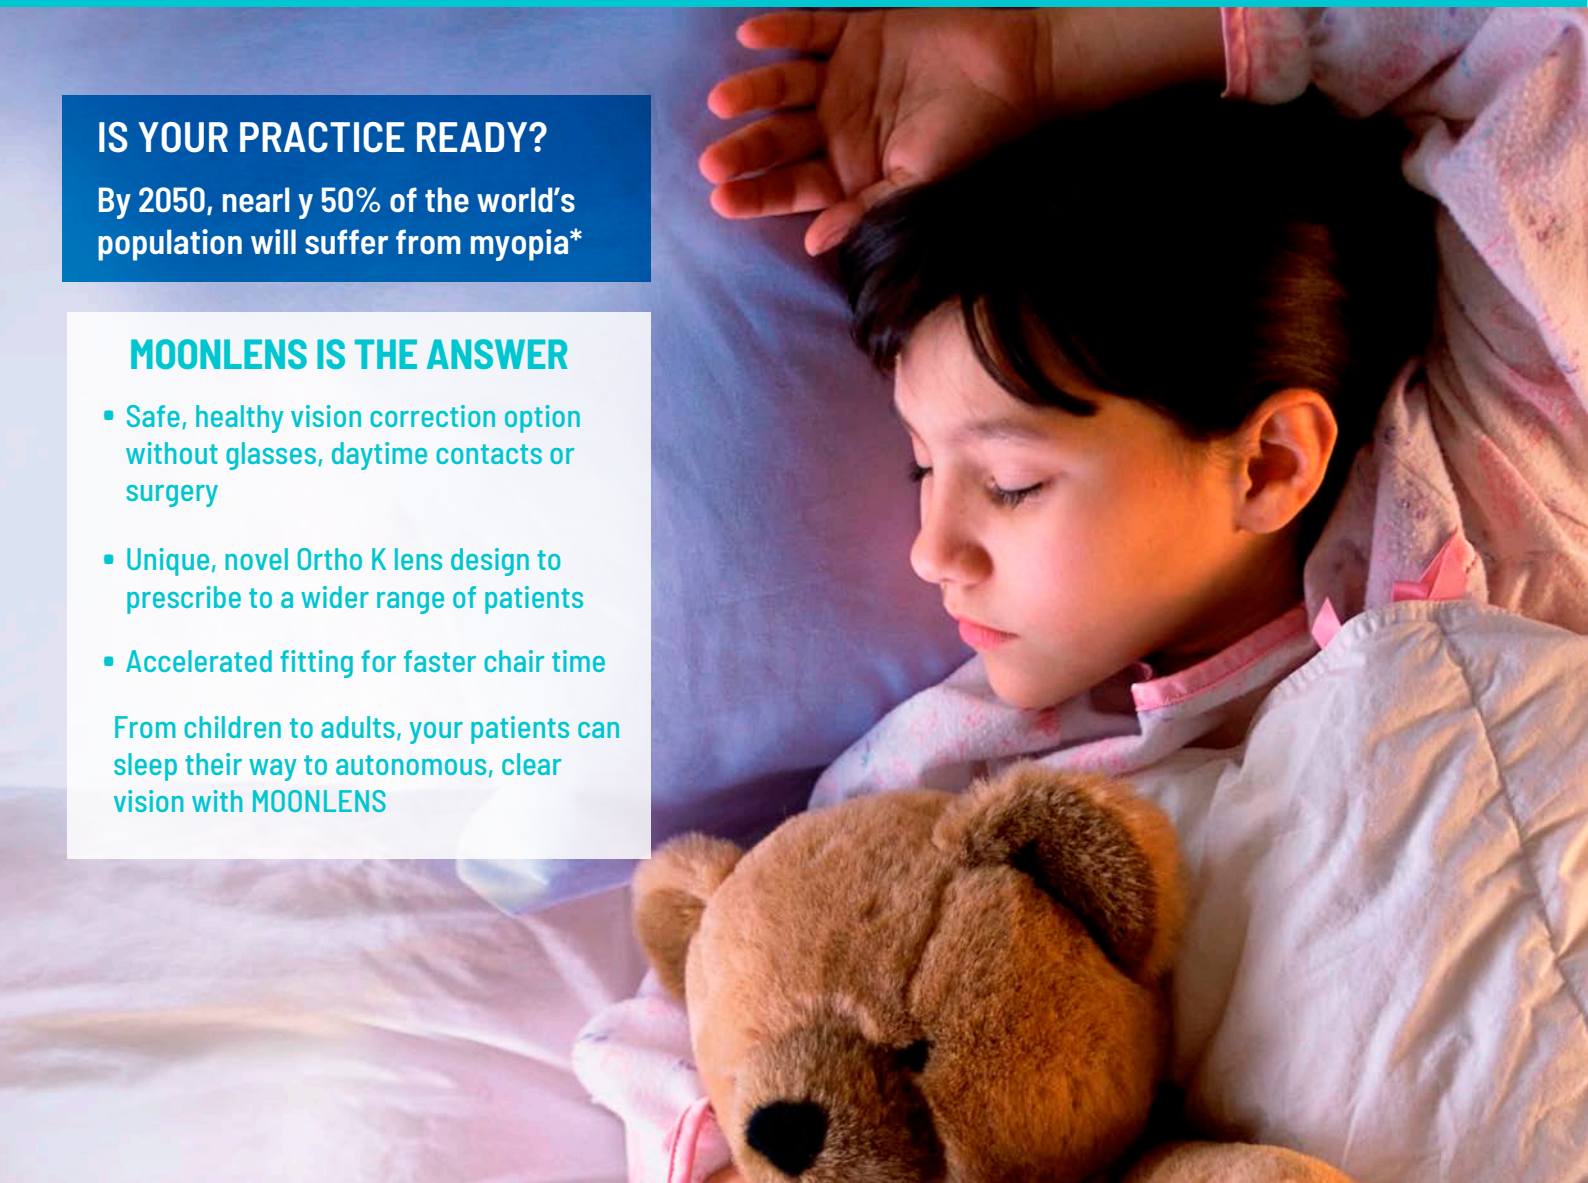 IS YOUR PRACTICE READY?
By 2050, nearl y 50% of the world's
population will suffer from myopia*
MOONLENS IS THE ANSWER
• Safe, healthy vision correction option
without glasses, daytime contacts or
surgery
• Unique, novel Ortho K lens design to
prescribe to a wider range of patients
• Accelerated fitting for faster chair time
From children to adults, your patients can
sleep their way to autonomous, clear
vision with MOONLENS